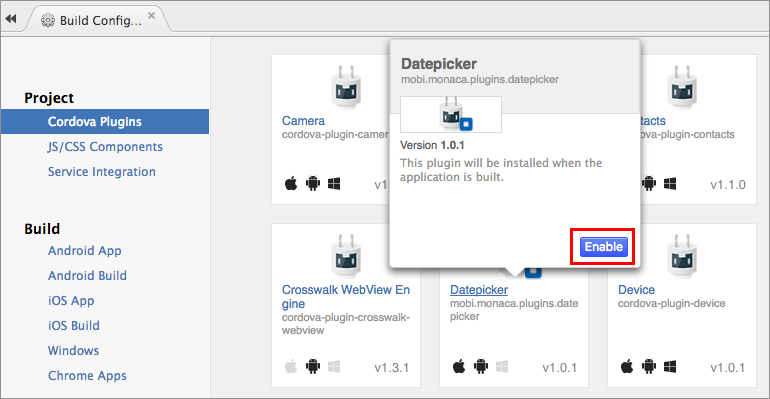 Build Config...
Project
Cordova Plugins
JS/CSS Components
Service Integration
Build
Android App
Android Build
iOS App
iOS Build
Windows
Chrome Apps
Camera
cordova-plugin-camer
v1
Datepicker
mobi.monaca.plugins.datepicker
Version 1.0.1
This plugin will be installed when the
application is built.
Enable
tacts
cordova-plugin-contacts
v1.1.0
Crosswalk WebView En
gine
cordova-plugin-crosswalk-
webview
v1.3.1
Datepicker
mobi.monaca.plugins.date
picker
v1.0.1
Device
cordova-plugin-device
v1.0.1